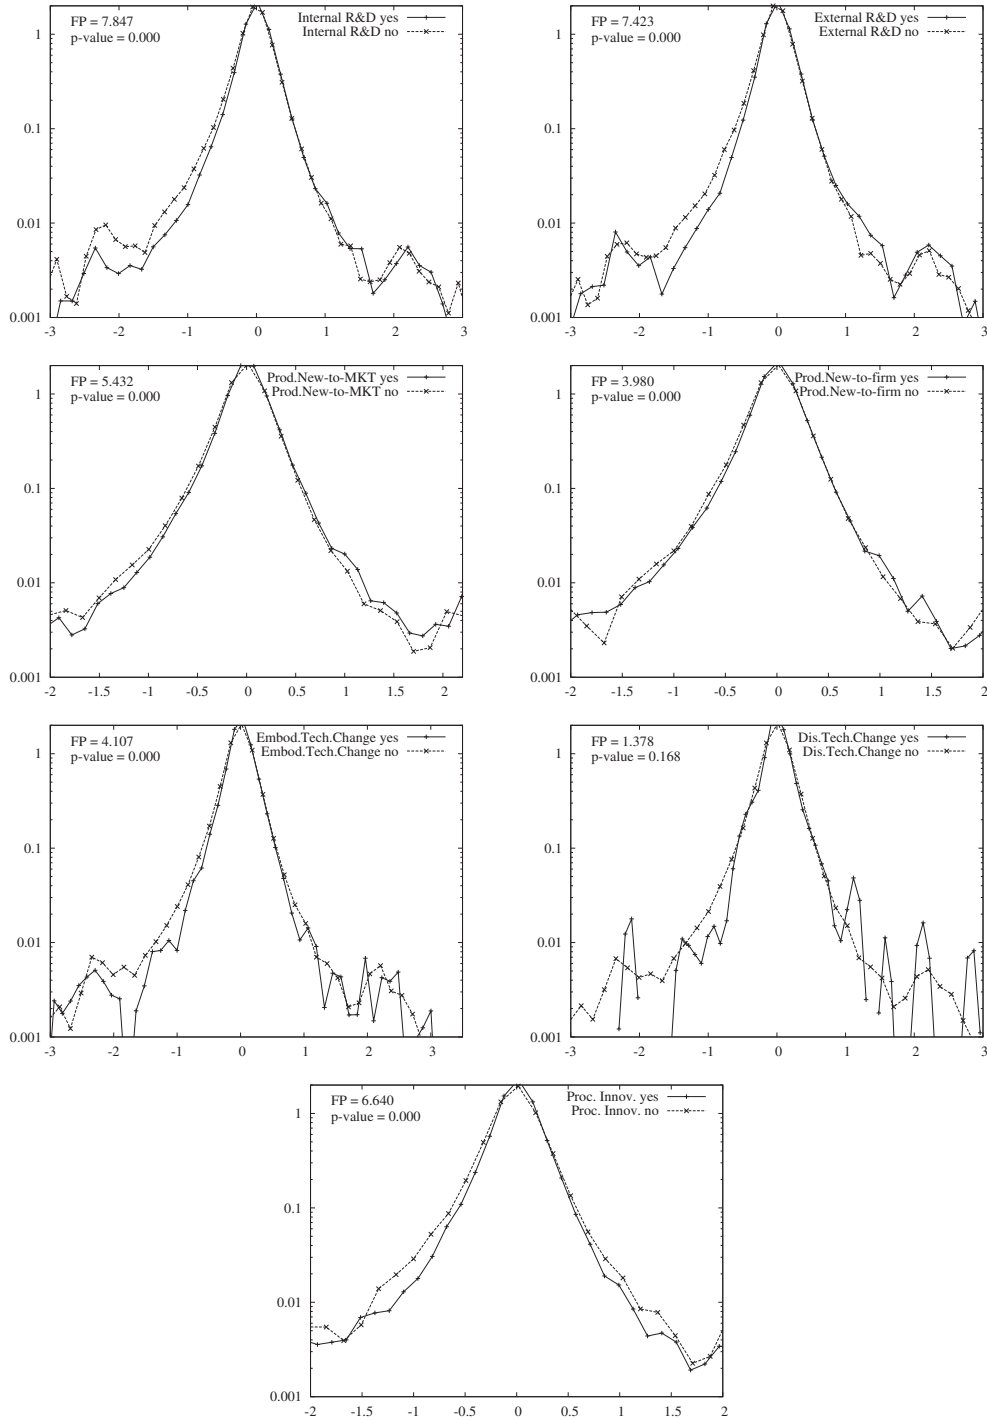 FP = 7.847
p-value = 0.000
Internal R&D yes
Internal R&D no
1
0.1
0.01
0.001
-3 -2 -1 0 1 2 3
FP = 7.423
p-value = 0.000
External R&D yes
External R&D no
1
0.1
0.01
0.001
-3 -2 -1 0 1 2 3
FP = 5.432
p-value = 0.000
Prod.New-to-MKT yes
Prod.New-to-MKT no
1
0.1
0.01
0.001
-2 -1.5 -1 -0.5 0 0.5 1 1.5 2
FP = 3.980
p-value = 0.000
Prod.New-to-firm yes
Prod.New-to-firm no
1
0.1
0.01
0.001
-2 -1.5 -1 -0.5 0 0.5 1 1.5 2
FP = 4.107
p-value = 0.000
Embod.Tech.Change yes
Embod.Tech.Change no
1
0.1
0.01
0.001
-3 -2 -1 0 1 2 3
FP = 1.378
p-value = 0.168
Dis.Tech.Change yes
Dis.Tech.Change no
1
0.1
0.01
0.001
-3 -2 -1 0 1 2 3
FP = 6.640
p-value = 0.000
Proc. Innov. yes
Proc. Innov. no
1
0.1
0.01
0.001
-2 -1.5 -1 -0.5 0 0.5 1 1.5 2